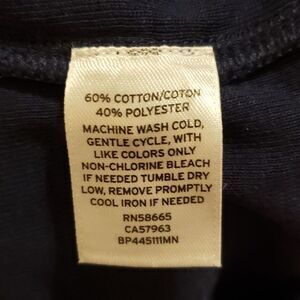 60% COTTON/COTON
40% POLYESTER
MACHINE WASH COLD,
GENTLE CYCLE, WITH
LIKE COLORS ONLY
NON-CHLORINE BLEACH
IF NEEDED TUMBLE DRY
LOW, REMOVE PROMPTLY
COOL IRON IF NEEDED
RN58665
CA57963
BP445111MN